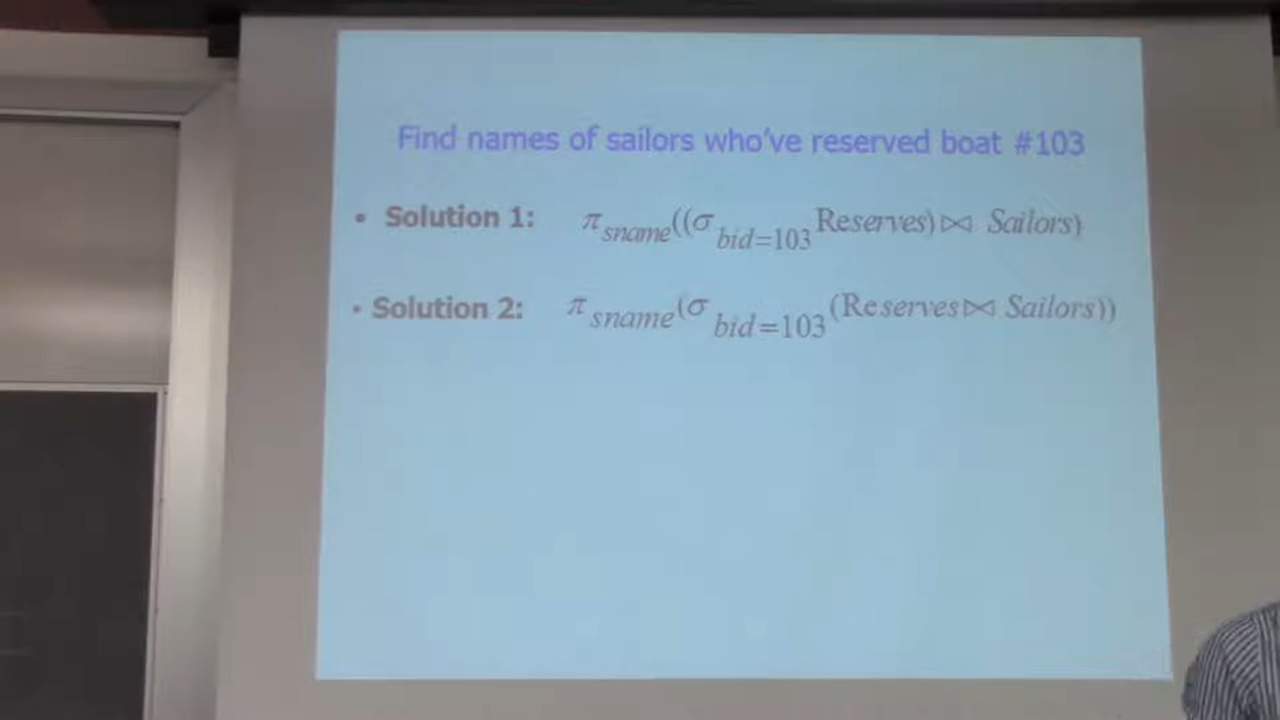 Find names of sailors who've reserved boat #103
• Solution 1: π sname((σ bid=103 Reserves) ⋈ Sailors)
• Solution 2: π sname(σ bid=103 (Reserves ⋈ Sailors))